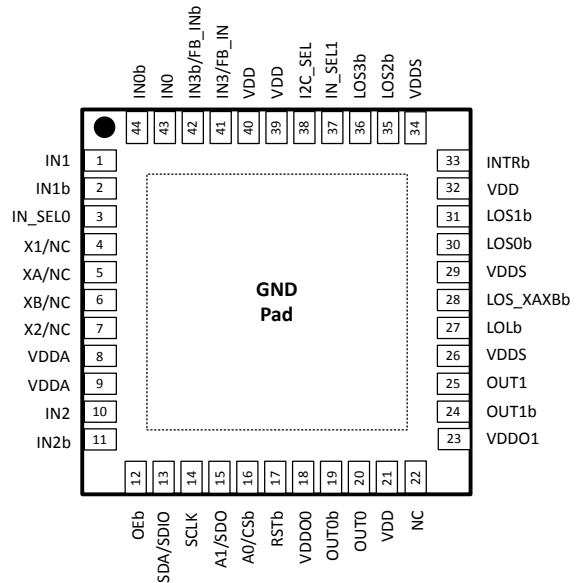 IN0b
IN0
IN3b/FB_INb
IN3/FB_IN
VDD
VDD
I2C_SEL
IN_SEL1
LOS3b
LOS2b
VDDS
44
43
42
41
40
39
38
37
36
35
34
IN1 1
IN1b 2
IN_SEL0 3
X1/NC 4
XA/NC 5
XB/NC 6
X2/NC 7
VDDA 8
VDDA 9
IN2 10
IN2b 11
GND
Pad
33 INTRb
32 VDD
31 LOS1b
30 LOS0b
29 VDDS
28 LOS_XAXBb
27 LOLb
26 VDDS
25 OUT1
24 OUT1b
23 VDDO1
12
13
14
15
16
17
18
19
20
21
22
OEb
SDA/SDIO
SCLK
A1/SDO
A0/CSb
RSTb
VDDO0
OUT0b
OUT0
VDD
NC